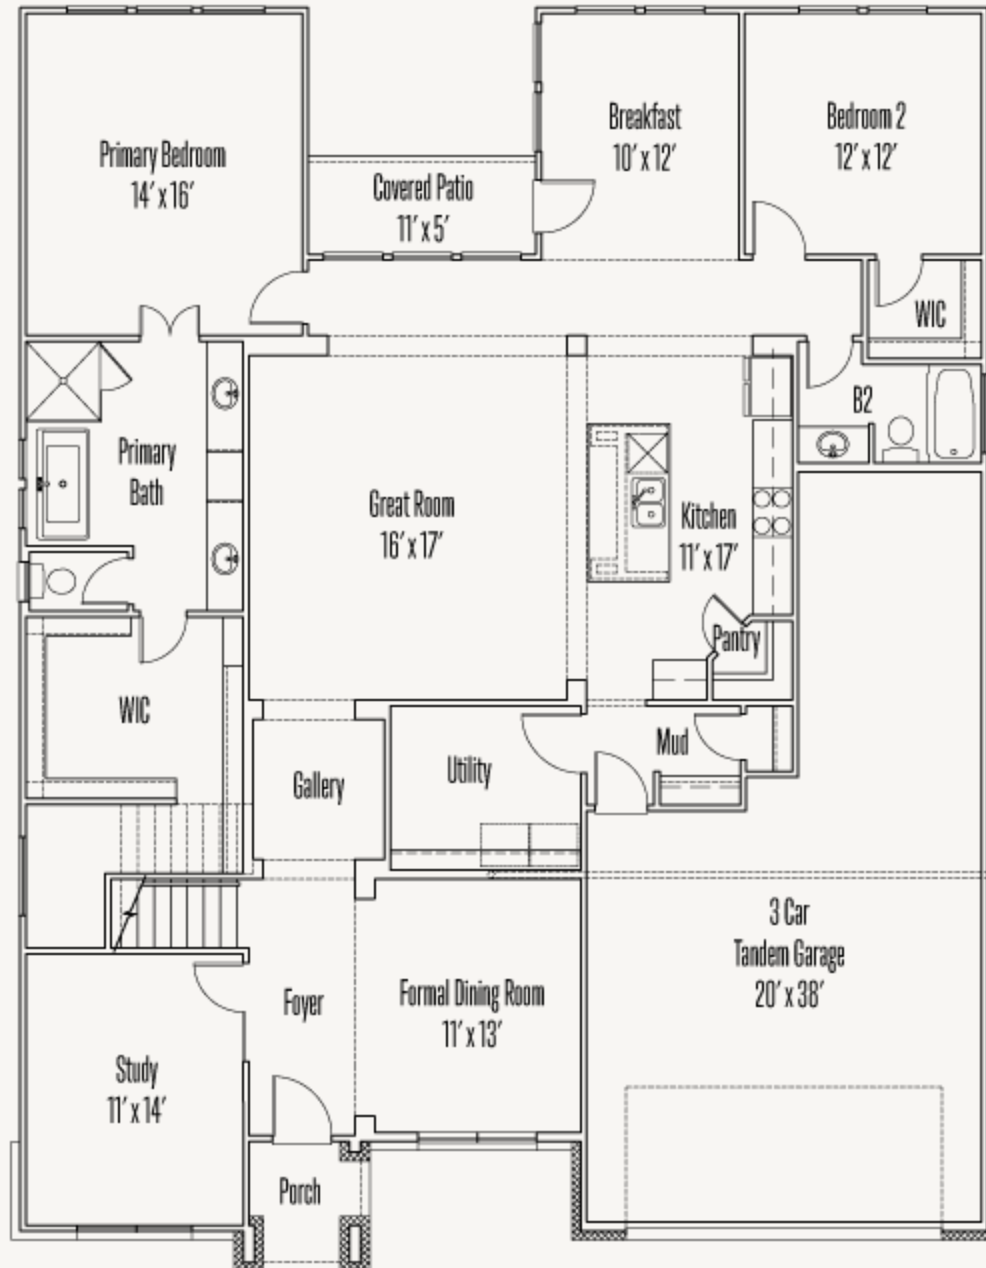 Primary Bedroom
14' x 16'
Covered Patio
11' x 5'
Breakfast
10' x 12'
Bedroom 2
12' x 12'
WIC
B2
Primary
Bath
Great Room
16' x 17'
Kitchen
11' x 17'
Pantry
WIC
Gallery
Utility
Mud
3 Car
Tandem Garage
20' x 38'
Foyer
Formal Dining Room
11' x 13'
Study
11' x 14'
Porch